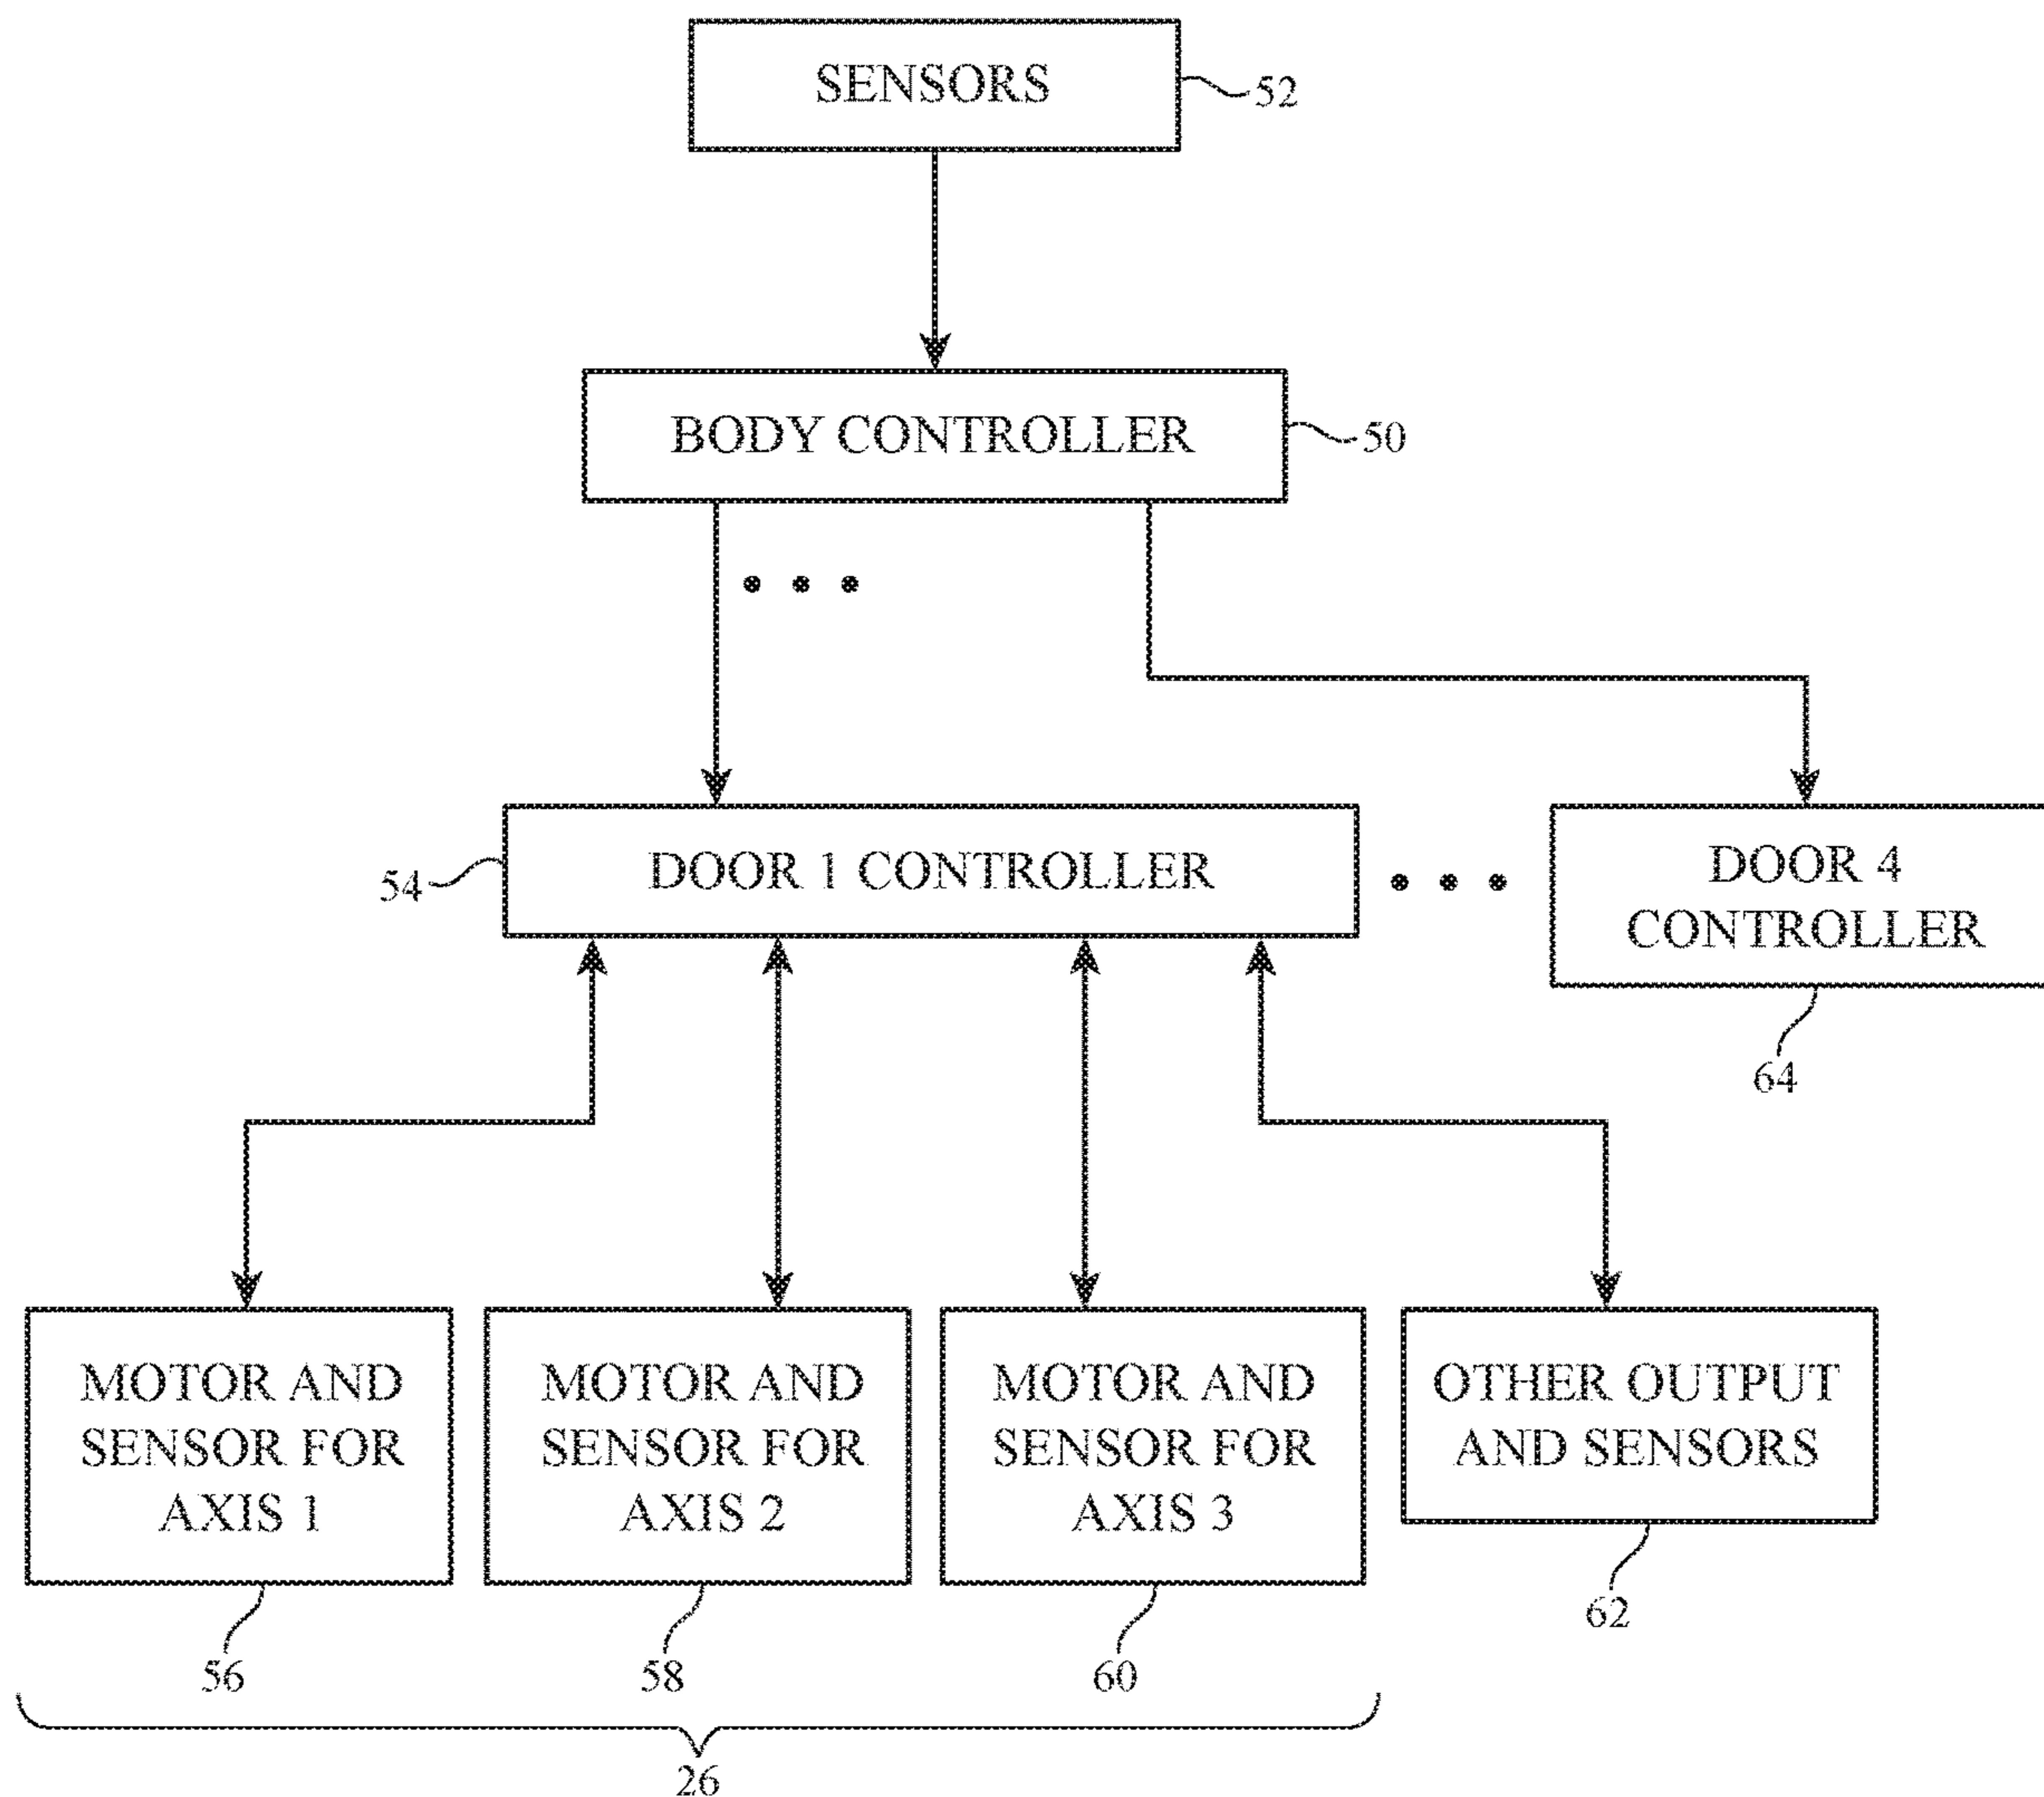 SENSORS
52
BODY CONTROLLER
50
54
DOOR 1 CONTROLLER
DOOR 4
CONTROLLER
64
MOTOR AND
SENSOR FOR
AXIS 1
56
MOTOR AND
SENSOR FOR
AXIS 2
58
MOTOR AND
SENSOR FOR
AXIS 3
60
OTHER OUTPUT
AND SENSORS
62
26